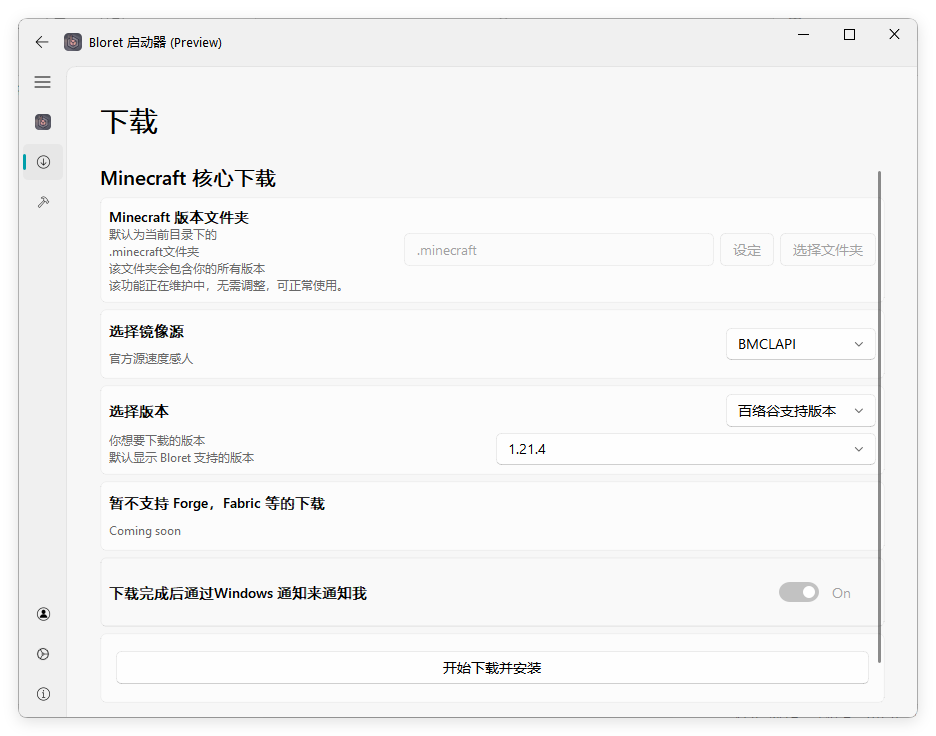 Bloret 启动器 (Preview)
下载
Minecraft 核心下载
Minecraft 版本文件夹
默认为当前目录下的
.minecraft文件夹
该文件夹会包含你的所有版本
该功能正在维护中，无需调整，可正常使用。
.minecraft
设定
选择文件夹
选择镜像源
官方源速度感人
BMCLAPI
选择版本
百络谷支持版本
你想要下载的版本
默认显示 Bloret 支持的版本
1.21.4
暂不支持 Forge，Fabric 等的下载
Coming soon
下载完成后通过Windows 通知来通知我
On
开始下载并安装